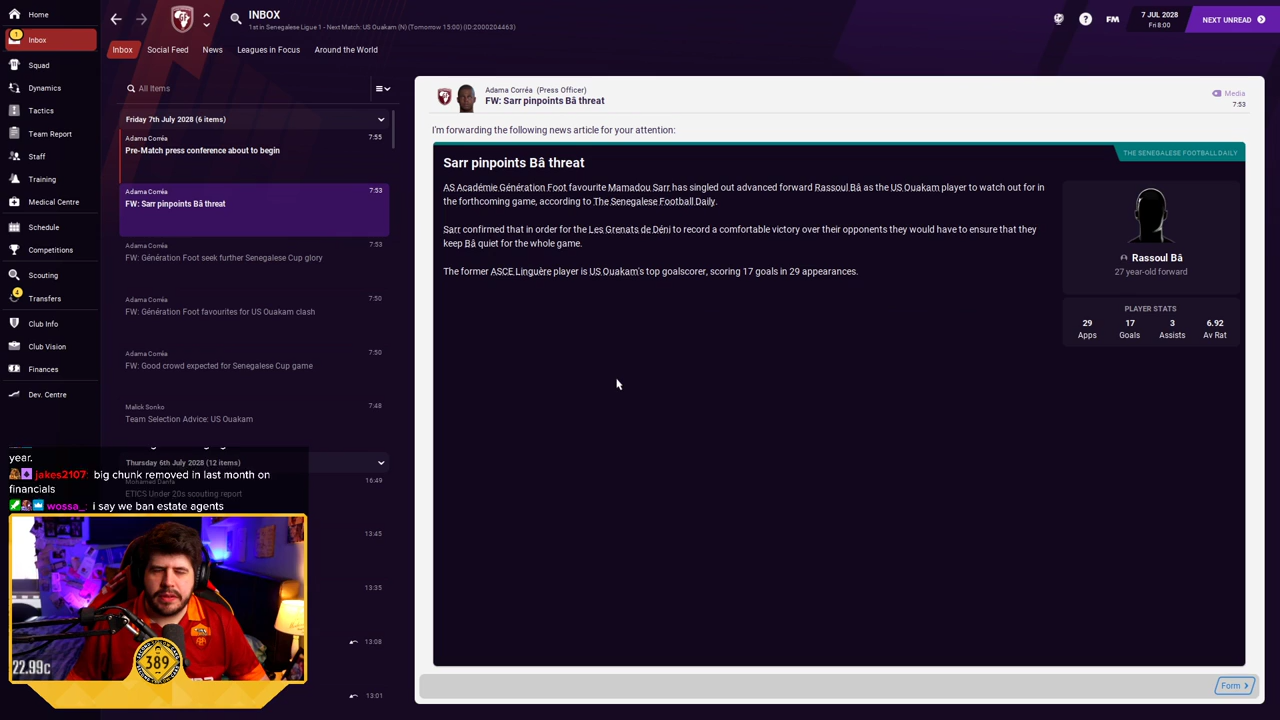 Home
INBOX
1st in Senegalese Ligue 1 - Next Match: US Ouakam (N) (Tomorrow 15:00) (ID:2000204463)
FM
7 JUL 2028
Fri 8:00
NEXT UNREAD
1
Inbox
Inbox
Social Feed
News
Leagues in Focus
Around the World
Squad
Dynamics
Tactics
Team Report
Staff
Training
Medical Centre
Schedule
Competitions
Scouting
4
Transfers
Club Info
Club Vision
Finances
Dev. Centre
All Items
Friday 7th July 2028 (6 items)
Adama Corréa
7:55
Pre-Match press conference about to begin
Adama Corréa
7:53
FW: Sarr pinpoints Bâ threat
Adama Corréa
7:53
FW: Génération Foot seek further Senegalese Cup glory
Adama Corréa
7:50
FW: Génération Foot favourites for US Ouakam clash
Adama Corréa
7:50
FW: Good crowd expected for Senegalese Cup game
Malick Sonko
7:48
Team Selection Advice: US Ouakam
Thursday 6th July 2028 (12 items)
16:49
ETICS Under 20s scouting report
13:45
13:35
13:08
13:01
Adama Corréa (Press Officer)
FW: Sarr pinpoints Bâ threat
Media
7:53
I'm forwarding the following news article for your attention:
THE SENEGALESE FOOTBALL DAILY
Sarr pinpoints Bâ threat
AS Académie Génération Foot favourite Mamadou Sarr has singled out advanced forward Rassoul Bâ as the US Ouakam player to watch out for in
the forthcoming game, according to The Senegalese Football Daily.
Sarr confirmed that in order for the Les Grenats de Déni to record a comfortable victory over their opponents they would have to ensure that they
keep Bâ quiet for the whole game.
The former ASCE Linguère player is US Ouakam's top goalscorer, scoring 17 goals in 29 appearances.
Rassoul Bâ
27 year-old forward
PLAYER STATS
29
17
3
6.92
Apps
Goals
Assists
Av Rat
Form
year.
jakes2107: big chunk removed in last month on
financials
wossa_: i say we ban estate agents
389
22.99c